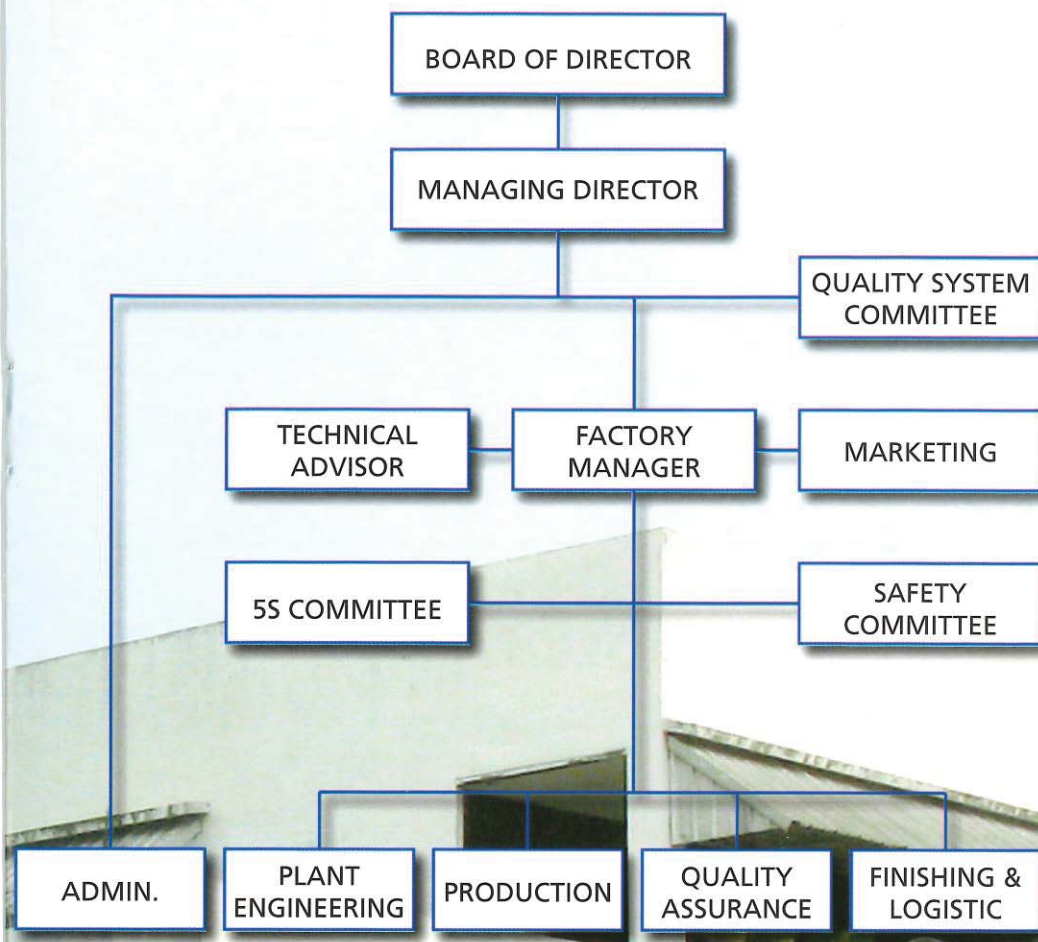 BOARD OF DIRECTOR
MANAGING DIRECTOR
QUALITY SYSTEM
COMMITTEE
TECHNICAL
ADVISOR
FACTORY
MANAGER
MARKETING
5S COMMITTEE
SAFETY
COMMITTEE
ADMIN.
PLANT
ENGINEERING
PRODUCTION
QUALITY
ASSURANCE
FINISHING &
LOGISTIC